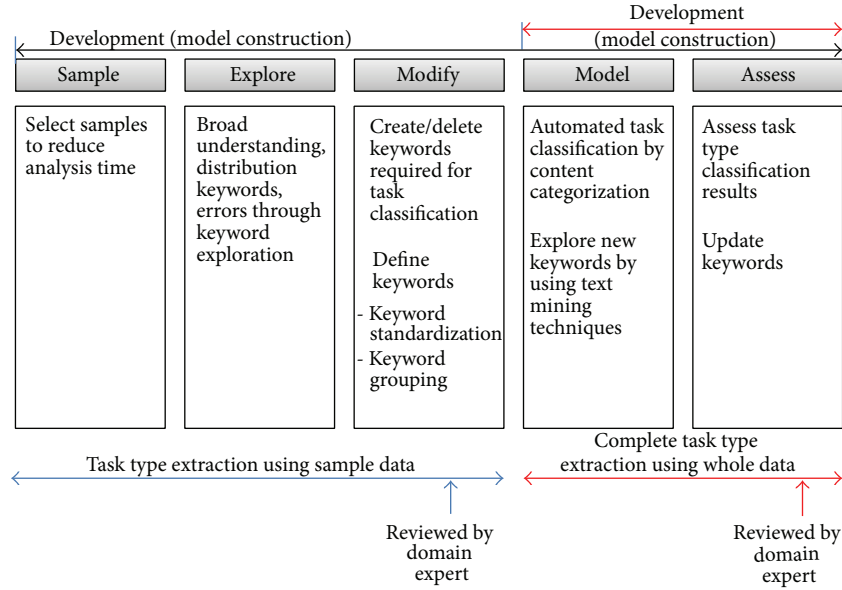 Development
Development (model construction)
(model construction)
Sample
Explore
Modify
Model
Assess
Select samples
to reduce
analysis time
Broad
understanding,
distribution
keywords,
errors through
keyword
exploration
Create/delete
keywords
required for
task
classification
Define
keywords
- Keyword
standardization
- Keyword
grouping
Automated task
classification by
content
categorization
Explore new
keywords by
using text
mining
techniques
Assess task
type
classification
results
Update
keywords
Task type extraction using sample data
Complete task type
extraction using whole data
Reviewed by
domain
expert
Reviewed by
domain
expert